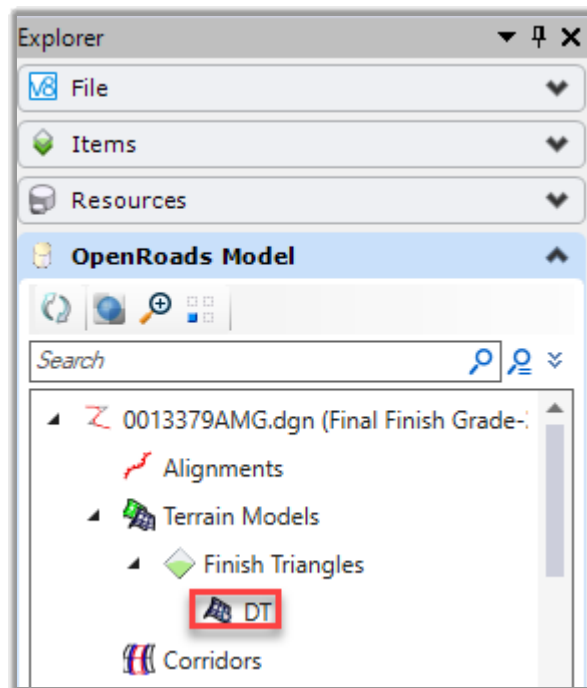 Explorer
V8 File
Items
Resources
OpenRoads Model
Search
0013379AMG.dgn (Final Finish Grade-
Alignments
Terrain Models
Finish Triangles
DT
Corridors